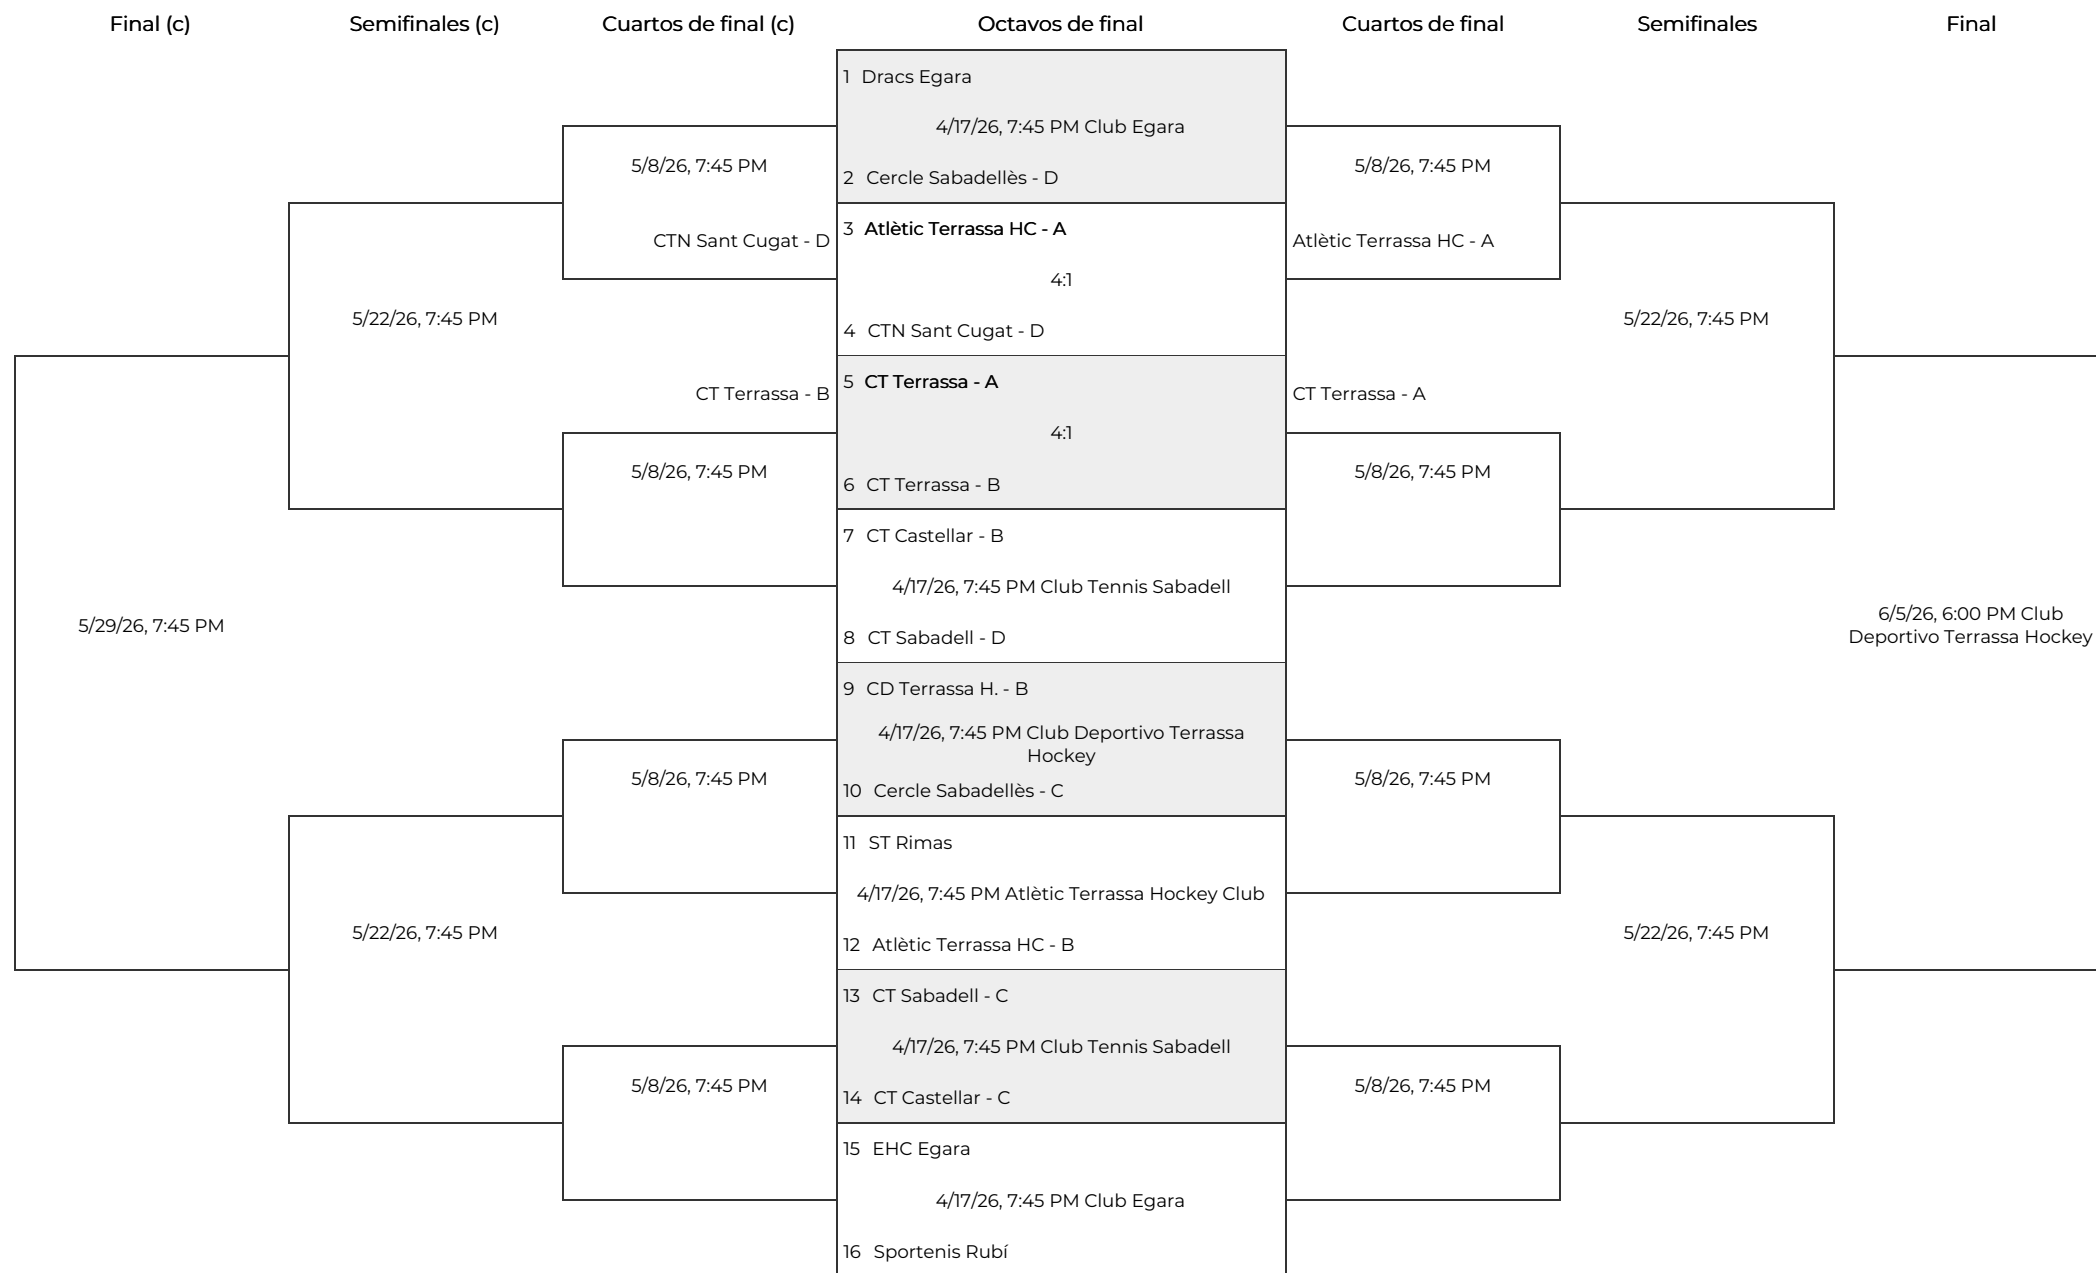 Final (c)
Semifinales (c)
Cuartos de final (c)
Octavos de final
Cuartos de final
Semifinales
Final
1 Dracs Egara
4/17/26, 7:45 PM Club Egara
5/8/26, 7:45 PM
5/8/26, 7:45 PM
2 Cercle Sabadellès - D
3 Atlètic Terrassa HC - A
CTN Sant Cugat - D
Atlètic Terrassa HC - A
4:1
5/22/26, 7:45 PM
5/22/26, 7:45 PM
4 CTN Sant Cugat - D
5 CT Terrassa - A
CT Terrassa - B
CT Terrassa - A
4:1
5/8/26, 7:45 PM
5/8/26, 7:45 PM
6 CT Terrassa - B
7 CT Castellar - B
4/17/26, 7:45 PM Club Tennis Sabadell
5/29/26, 7:45 PM
6/5/26, 6:00 PM Club
Deportivo Terrassa Hockey
8 CT Sabadell - D
9 CD Terrassa H. - B
4/17/26, 7:45 PM Club Deportivo Terrassa
Hockey
5/8/26, 7:45 PM
5/8/26, 7:45 PM
10 Cercle Sabadellès - C
11 ST Rimas
4/17/26, 7:45 PM Atlètic Terrassa Hockey Club
5/22/26, 7:45 PM
5/22/26, 7:45 PM
12 Atlètic Terrassa HC - B
13 CT Sabadell - C
4/17/26, 7:45 PM Club Tennis Sabadell
5/8/26, 7:45 PM
5/8/26, 7:45 PM
14 CT Castellar - C
15 EHC Egara
4/17/26, 7:45 PM Club Egara
16 Sportenis Rubí